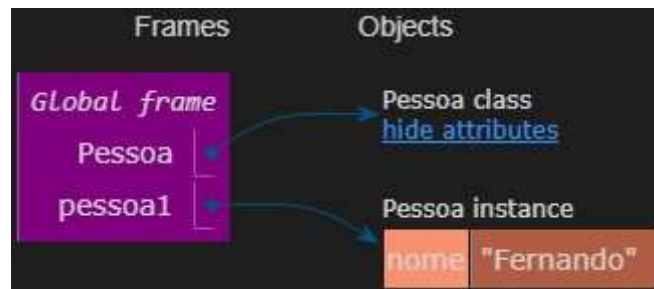 Frames Objects
Global frame
Pessoa
pessoa1
Pessoa class
hide attributes
Pessoa instance
nome "Fernando"